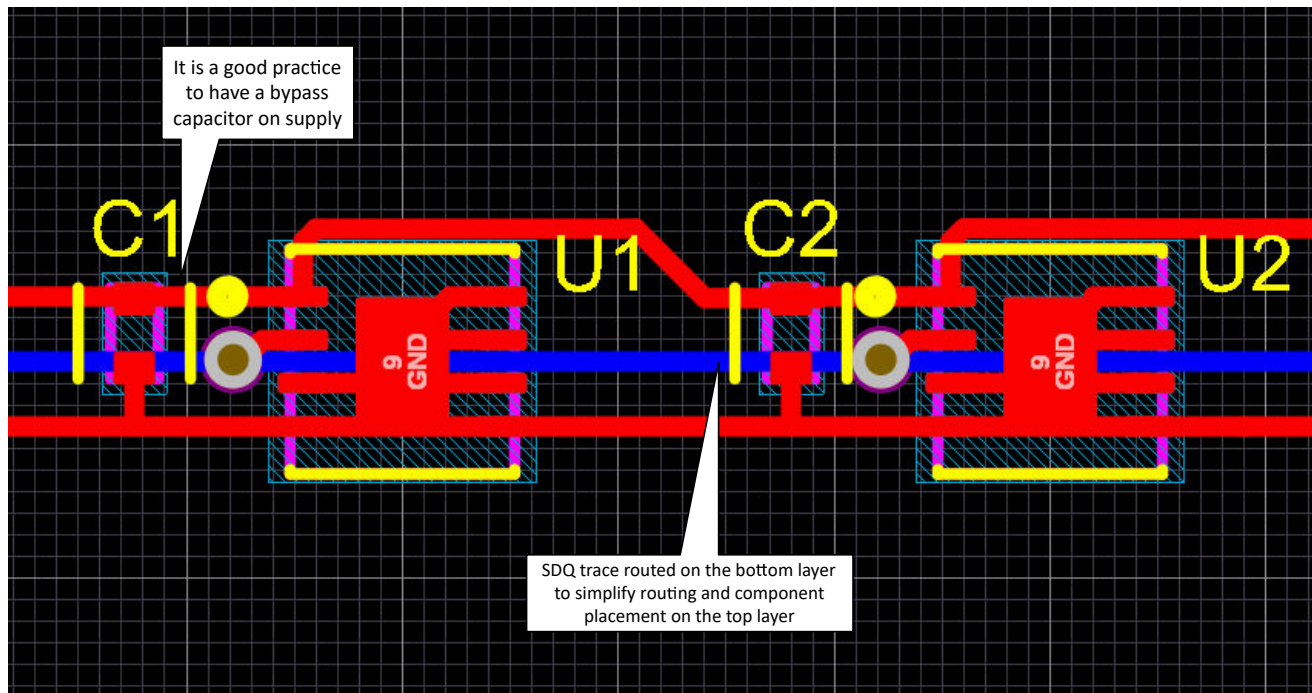 It is a good practice
to have a bypass
capacitor on supply
C1
U1
C2
U2
9
GND
9
GND
SDQ trace routed on the bottom layer
to simplify routing and component
placement on the top layer